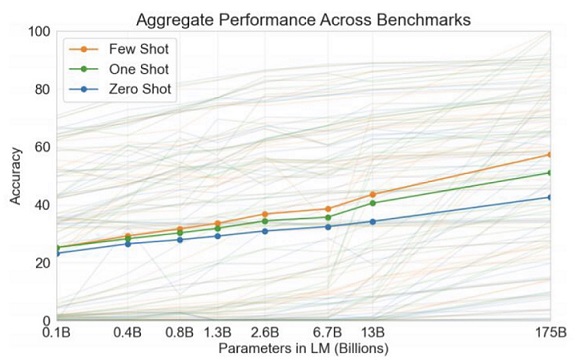 Aggregate Performance Across Benchmarks
100
80
60
40
20
0
Accuracy
Few Shot
One Shot
Zero Shot
0.1B 0.4B 0.8B 1.3B 2.6B 6.7B 13B 175B
Parameters in LM (Billions)